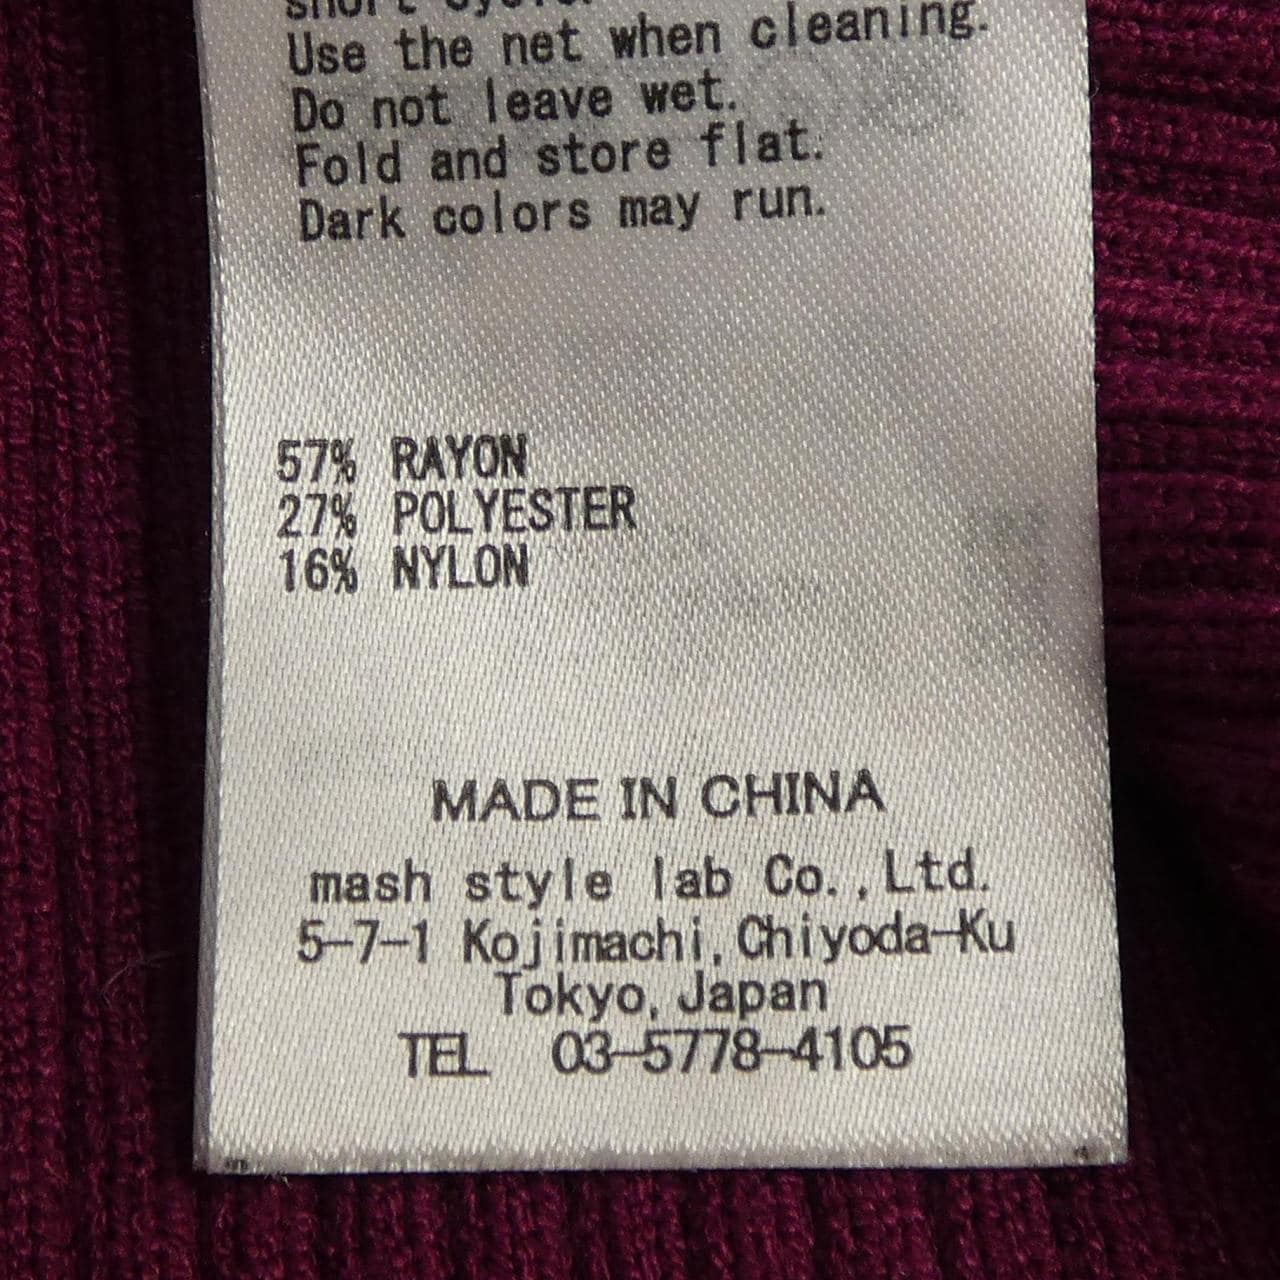 short cycle.
Use the net when cleaning.
Do not leave wet.
Fold and store flat.
Dark colors may run.
57% RAYON
27% POLYESTER
16% NYLON
MADE IN CHINA
mash style lab Co.,Ltd.
5-7-1 Kojimachi,Chiyoda-Ku
Tokyo, Japan
TEL 03-5778-4105